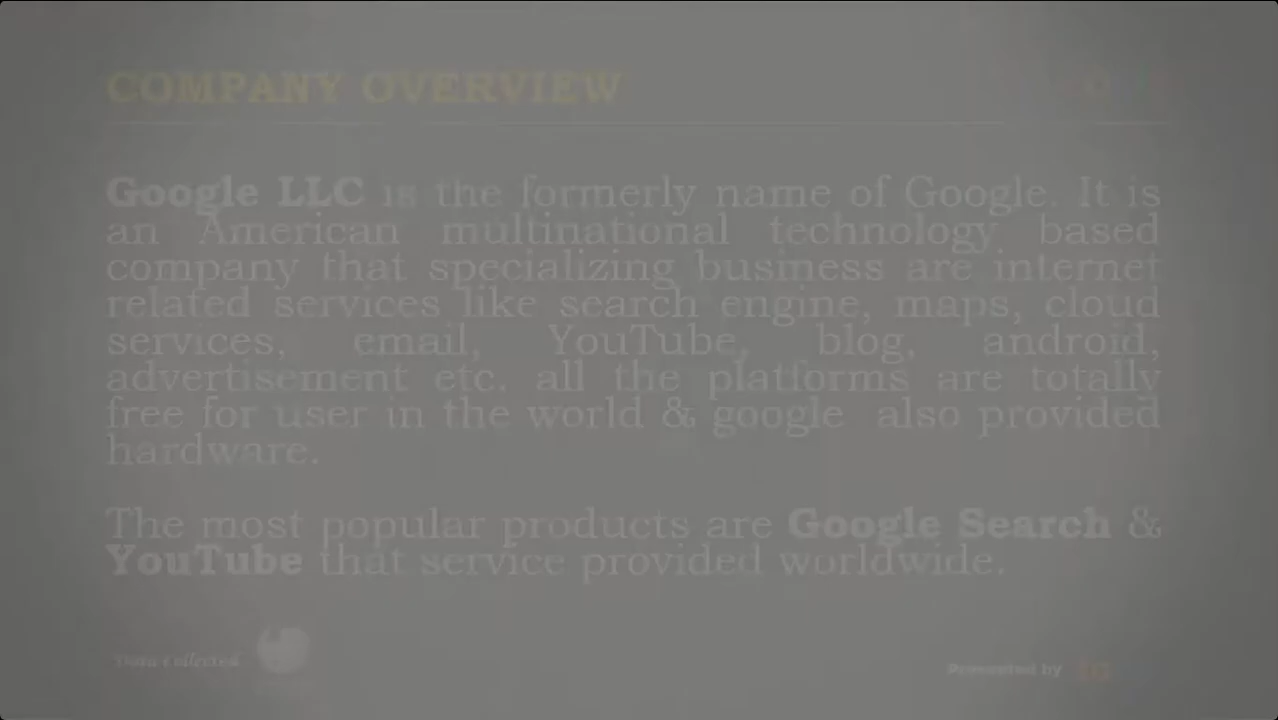 COMPANY OVERVIEW
Google LLC is the formerly name of Google. It is
an American multinational technology based
company that specializing business are internet
related services like search engine, maps, cloud
services, email, YouTube, blog, android,
advertisement etc. all the platforms are totally
free for user in the world & google also provided
hardware.
The most popular products are Google Search &
YouTube that service provided worldwide.
Data Collected
Presented by